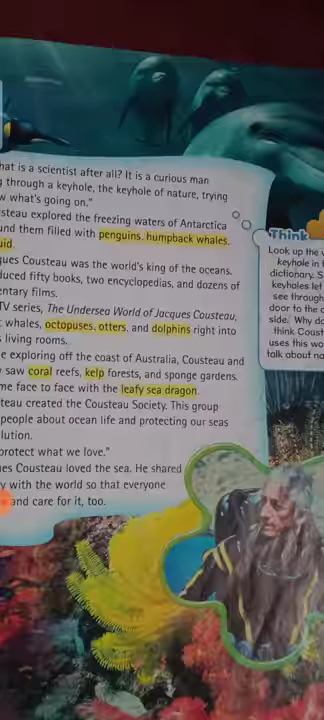 hat is a scientist after all? It is a curious man
g through a keyhole, the keyhole of nature, trying
w what's going on."
steau explored the freezing waters of Antarctica
und them filled with penguins, humpback whales,
uid.
ques Cousteau was the world's king of the oceans.
duced fifty books, two encyclopedias, and dozens of
entary films.
TV series, The Undersea World of Jacques Cousteau,
t whales, octopuses, otters, and dolphins right into
s living rooms.
e exploring off the coast of Australia, Cousteau and
w saw coral reefs, kelp forests, and sponge gardens.
me face to face with the leafy sea dragon.
teau created the Cousteau Society. This group
people about ocean life and protecting our seas
lution.
protect what we love."
ues Cousteau loved the sea. He shared
y with the world so that everyone
and care for it, too.
Think
Look up the
keyhole in
dictionary. S
keyholes let
see through
door to the
side. Why do
think Coust
uses this wo
talk about na